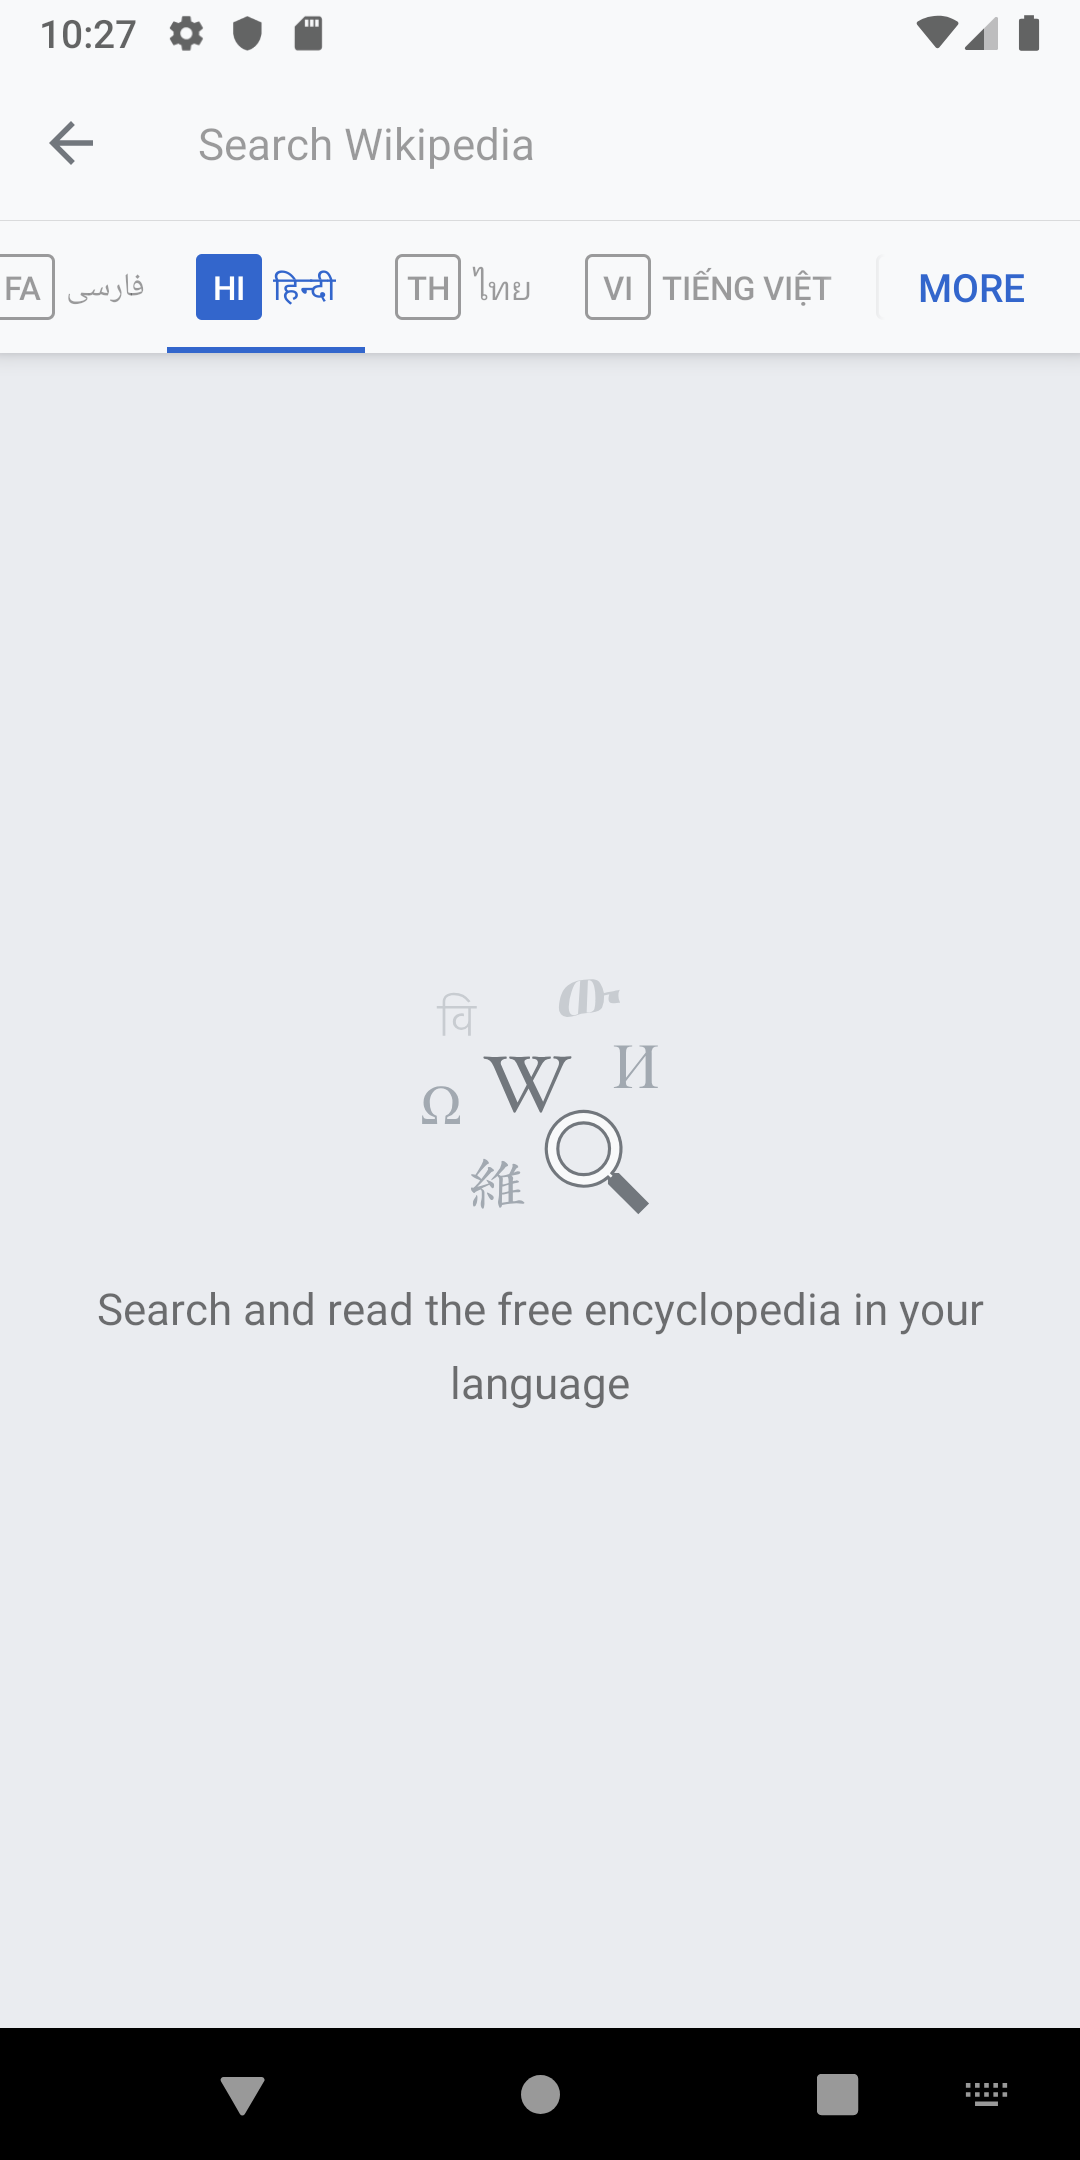 10:27
Search Wikipedia
FA فارسی HI हिन्दी TH ไทย VI TIẾNG VIỆT MORE
वि ው
W И
Ω
維
Search and read the free encyclopedia in your
language